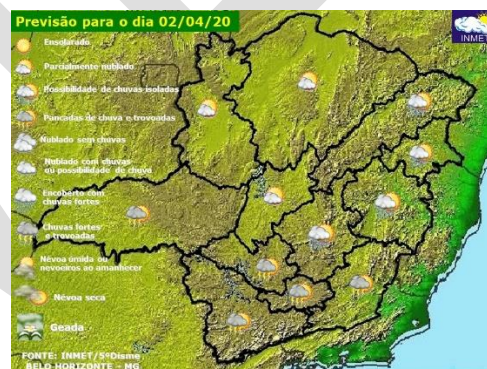 Previsão para o dia 02/04/20
INMET
Ensolarado
Parcialmente nublado
Possibilidade de chuvas isoladas
Pancadas de chuva e trovoadas
Nublado sem chuvas
Nublado com chuvas
ou possibilidade de chuva
Encoberto com
chuvas fortes
Chuvas fortes
e trovoadas
Névoa úmida ou
nevoeiros ao amanhecer
Névoa seca
Geada
FONTE: INMET/5ºDisme
BELO HORIZONTE - MG